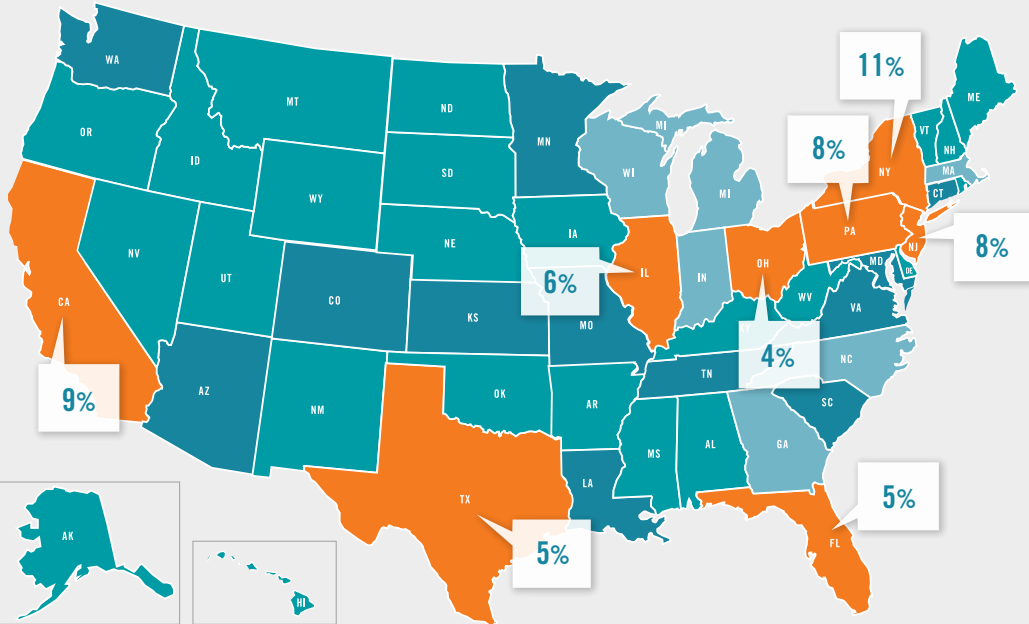 WA
MT
ND
MN
OR
ID
SD
WY
WI
MI
MI
11%
ME
VT
NH
8%
NY
MA
CT
NV
UT
CO
NE
IA
IL
6%
IN
OH
PA
NJ
8%
MD
DE
CA
9%
KS
MO
WV
VA
KY
4%
AZ
NM
OK
AR
TN
NC
SC
TX
5%
LA
MS
AL
GA
5%
FL
AK
HI